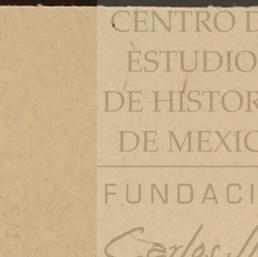 CENTRO D
ESTUDIO
DE HISTOR
DE MEXIC
FUNDACI
Carlos